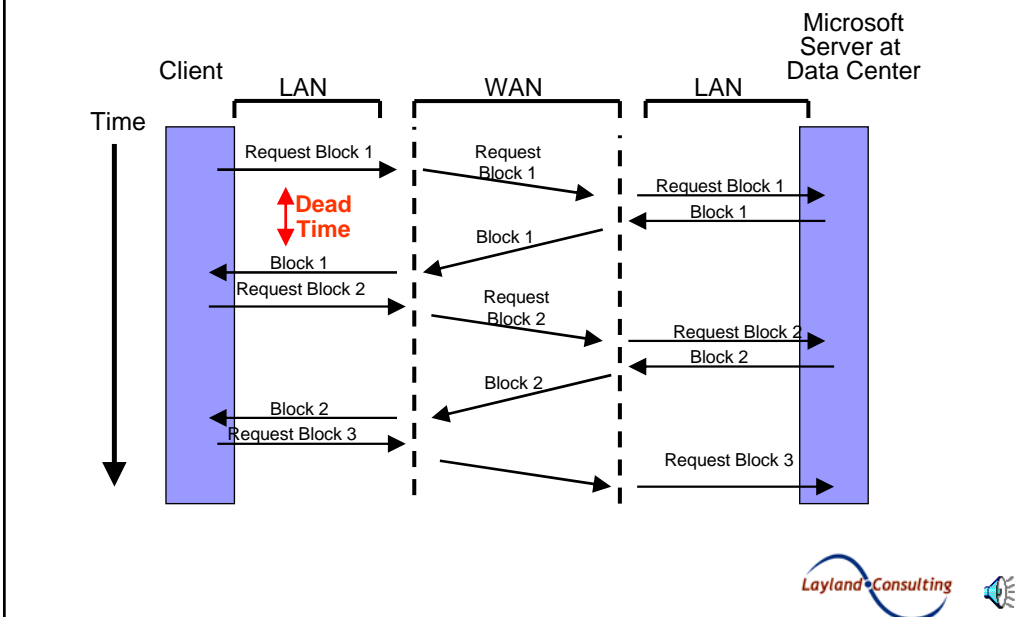 Microsoft
Server at
Data Center
Client
LAN
WAN
LAN
Time
Request Block 1
Request
Block 1
Request Block 1
Dead
Time
Block 1
Block 1
Block 1
Request Block 2
Request
Block 2
Request Block 2
Block 2
Block 2
Block 2
Request Block 3
Request Block 3
Layland Consulting